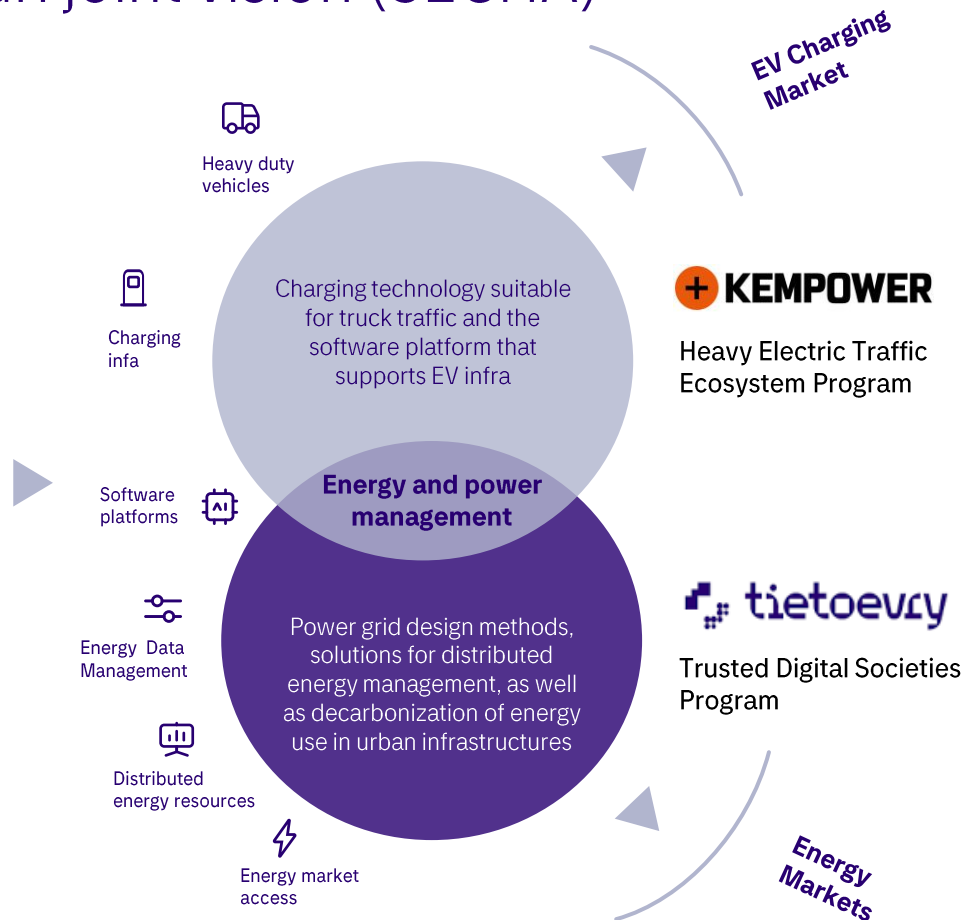 joint vision
EV Charging
Market
Heavy duty
vehicles
Charging technology suitable
for truck traffic and the
software platform that
supports EV infra
KEMPOWER
Heavy Electric Traffic
Ecosystem Program
Charging
infa
Software
platforms
AI
Energy and power
management
tietoevry
Trusted Digital Societies
Program
Energy Data
Management
Power grid design methods,
solutions for distributed
energy management, as well
as decarbonization of energy
use in urban infrastructures
Distributed
energy resources
Energy market
access
Energy
Markets